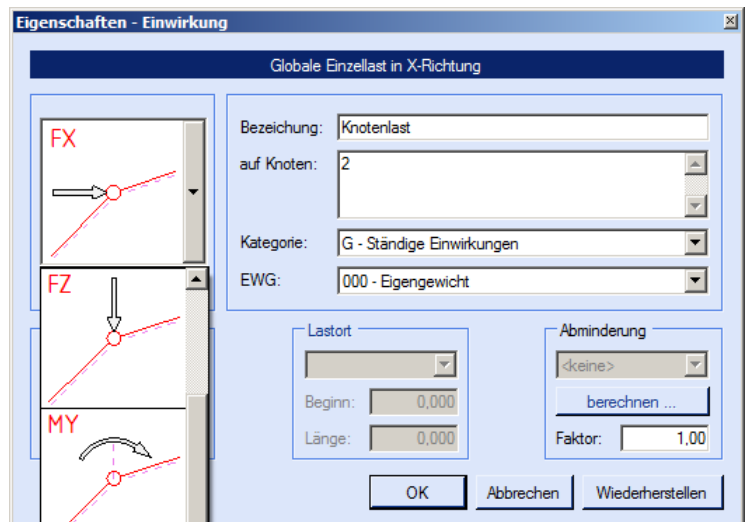 Eigenschaften - Einwirkung
Globale Einzellast in X-Richtung
FX
Bezeichung: Knotenlast
auf Knoten: 2
Kategorie: G - Ständige Einwirkungen
EWG: 000 - Eigengewicht
FZ
MY
Lastort
Beginn: 0,000
Länge: 0,000
Abminderung
<keine>
berechnen ...
Faktor: 1,00
OK
Abbrechen
Wiederherstellen